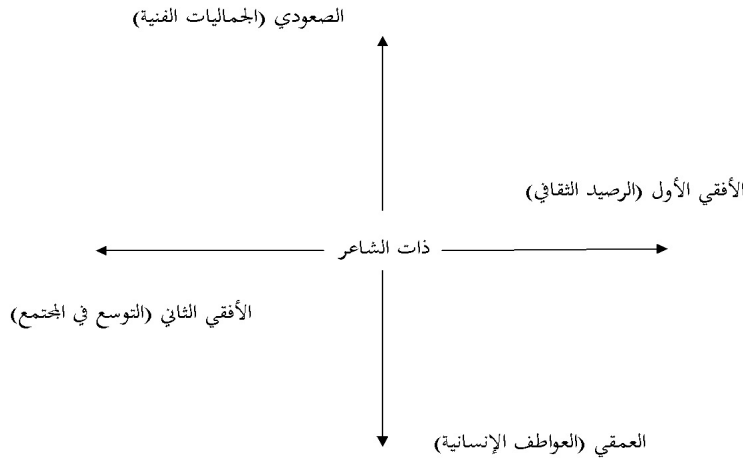 الصعودي (الجماليات الفنية)
الأفقي الأول (الرصيد الثقافي)
ذات الشاعر
الأفقي الثاني (التوسع في المجتمع)
العمقي (العواطف الإنسانية)